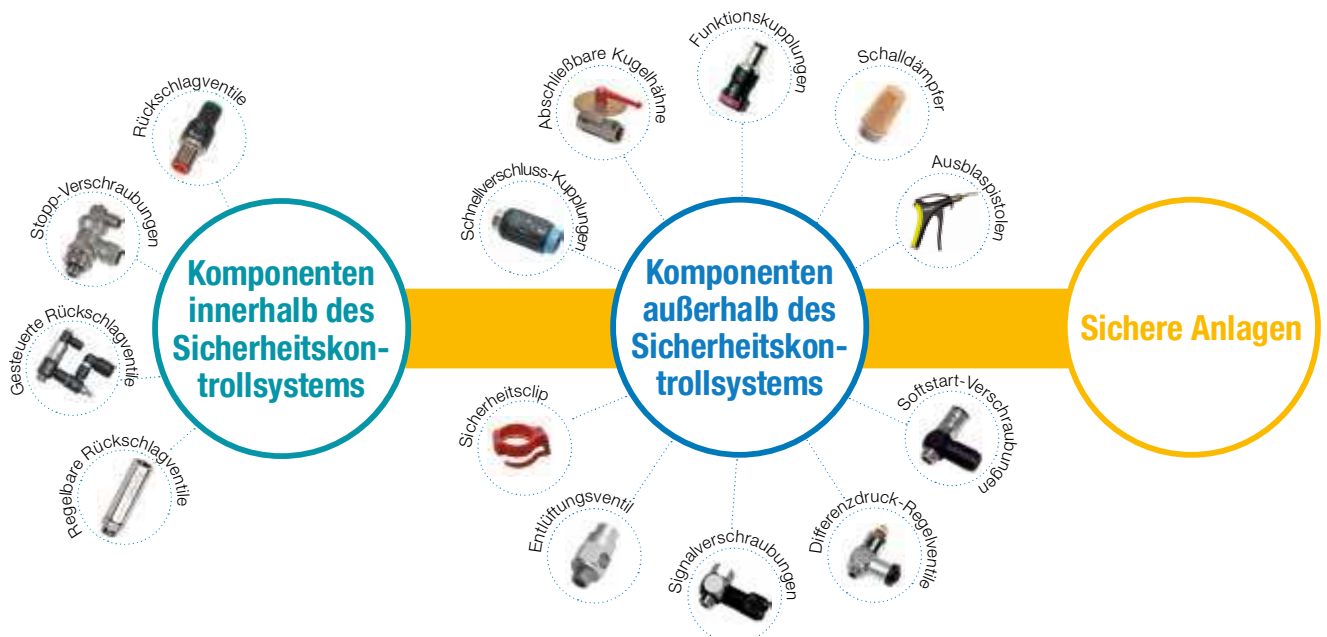 Rückschlagventile
Stopp-Verschraubungen
Gesteuerte Rückschlagventile
Regelbare Rückschlagventile
Komponenten
innerhalb des
Sicherheitskon-
trollsystems
Funktionskupplungen
Abschließbare Kugelhähne
Schalldämpfer
Schnellverschluss-Kupplungen
Ausblaspistolen
Komponenten
außerhalb des
Sicherheitskon-
trollsystems
Sicherheitsclip
Softstart-Verschraubungen
Entlüftungsventil
Signalverschraubungen
Differenzdruck-Regelventile
Sichere Anlagen